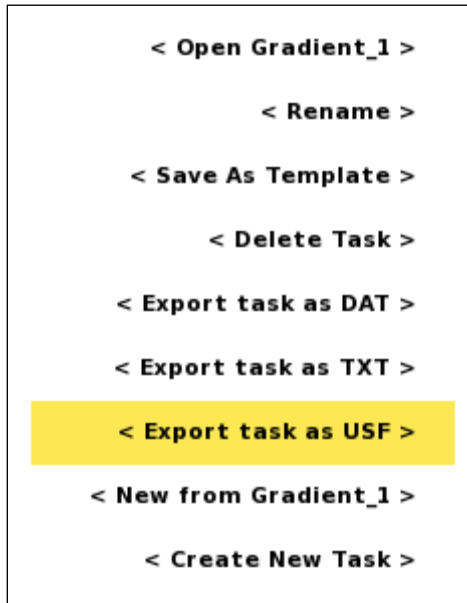 < Open Gradient_1 >
< Rename >
< Save As Template >
< Delete Task >
< Export task as DAT >
< Export task as TXT >
< Export task as USF >
< New from Gradient_1 >
< Create New Task >